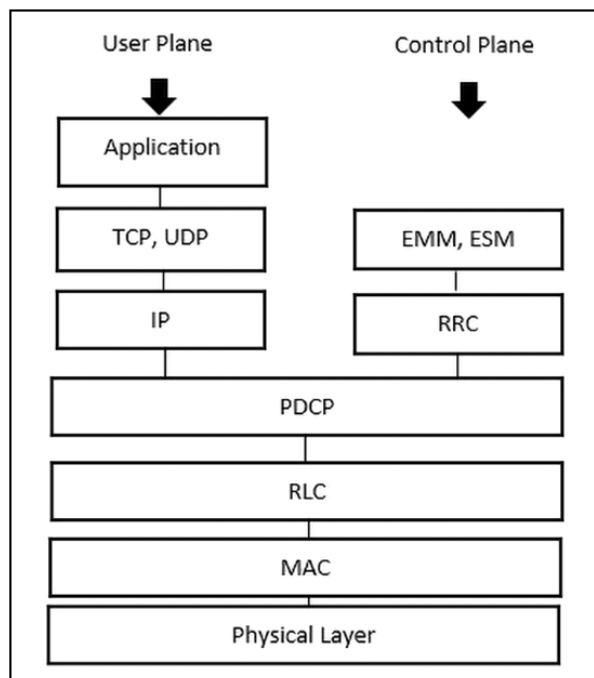 User Plane
Control Plane
Application
TCP, UDP
EMM, ESM
IP
RRC
PDCP
RLC
MAC
Physical Layer